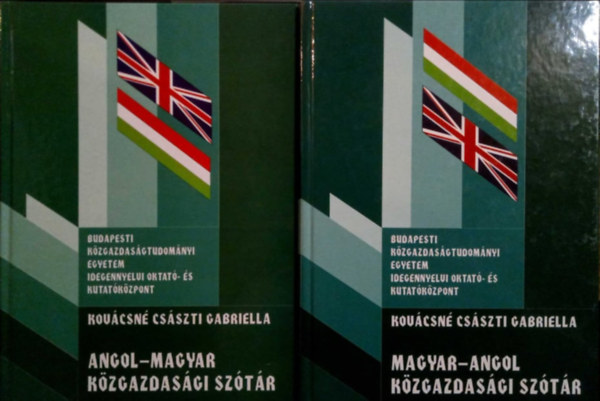 BUDAPESTI
KÖZGAZDASÁGTUDOMÁNYI
EGYETEM
IDEGENNYELVI OKTATÓ- ÉS
KUTATÓKÖZPONT
KOVÁCSNÉ CSÁSZTI GABRIELLA
ANGOL–MAGYAR
KÖZGAZDASÁGI SZÓTÁR
BUDAPESTI
KÖZGAZDASÁGTUDOMÁNYI
EGYETEM
IDEGENNYELVI OKTATÓ- ÉS
KUTATÓKÖZPONT
KOVÁCSNÉ CSÁSZTI GABRIELLA
MAGYAR–ANGOL
KÖZGAZDASÁGI SZÓTÁR